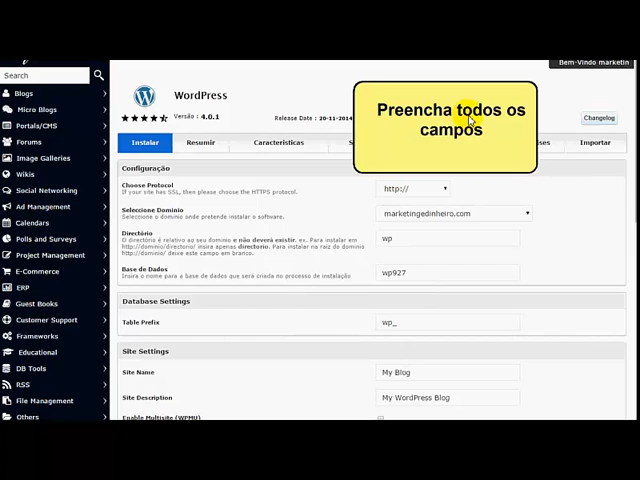 Bem-Vindo marketin
Search
Blogs
Micro Blogs
Portals/CMS
Forums
Image Galleries
Wikis
Social Networking
Ad Management
Calendars
Polls and Surveys
Project Management
E-Commerce
ERP
Guest Books
Customer Support
Frameworks
Educational
DB Tools
RSS
File Management
Others
WordPress
Versão : 4.0.1
Release Date : 20-11-2014
Preencha todos os
campos
Changelog
Instalar
Resumir
Características
Importar
Configuração
Choose Protocol
If your site has SSL, then please choose the HTTPS protocol.
http://
Seleccione Dominio
Seleccione o dominio onde pretende instalar o software.
marketingedinheiro.com
Directório
O directório é relativo ao seu dominio e não deverá existir. ex. Para instalar em
http://dominio/directorio/ insira apenas directorio. Para instalar na raiz do dominio
http://dominio/ deixe este campo em branco.
wp
Base de Dados
Insira o nome para a base de dados que será criada no processo de instalação
wp927
Database Settings
Table Prefix
wp_
Site Settings
Site Name
My Blog
Site Description
My WordPress Blog
Enable Multisite (WPMU)